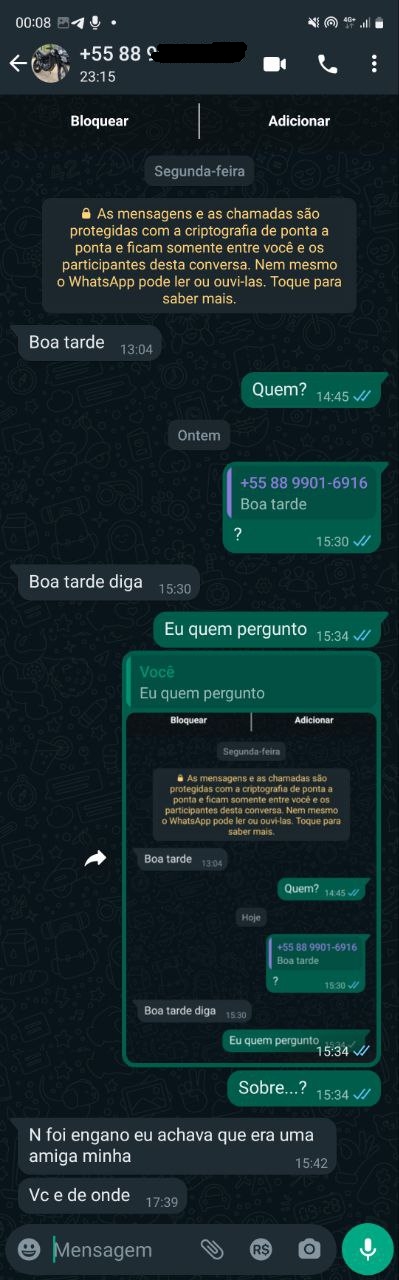 00:08
4G+
+55 88 9
23:15
Bloquear
Adicionar
Segunda-feira
As mensagens e as chamadas são
protegidas com a criptografia de ponta a
ponta e ficam somente entre você e os
participantes desta conversa. Nem mesmo
o WhatsApp pode ler ou ouvi-las. Toque para
saber mais.
Boa tarde 13:04
Quem? 14:45
Ontem
+55 88 9901-6916
Boa tarde
? 15:30
Boa tarde diga 15:30
Eu quem pergunto 15:34
Você
Eu quem pergunto
Bloquear
Adicionar
Segunda-feira
As mensagens e as chamadas são
protegidas com a criptografia de ponta a
ponta e ficam somente entre você e os
participantes desta conversa. Nem mesmo
o WhatsApp pode ler ou ouvi-las. Toque para
saber mais.
Boa tarde 13:04
Quem? 14:45
Hoje
+55 88 9901-6916
Boa tarde
? 15:30
Boa tarde diga 15:30
Eu quem pergunto 15:34
15:34
Sobre...? 15:34
N foi engano eu achava que era uma
amiga minha 15:42
Vc e de onde 17:39
Mensagem
R$